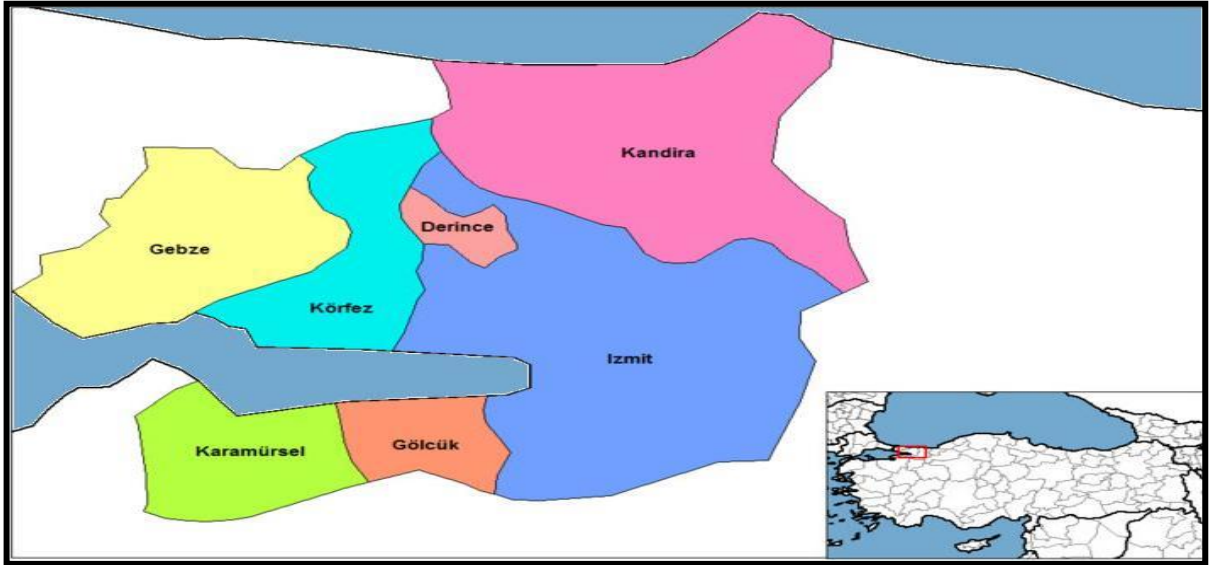 Kandira
Derince
Gebze
Körfez
Izmit
Karamürsel
Gölcük